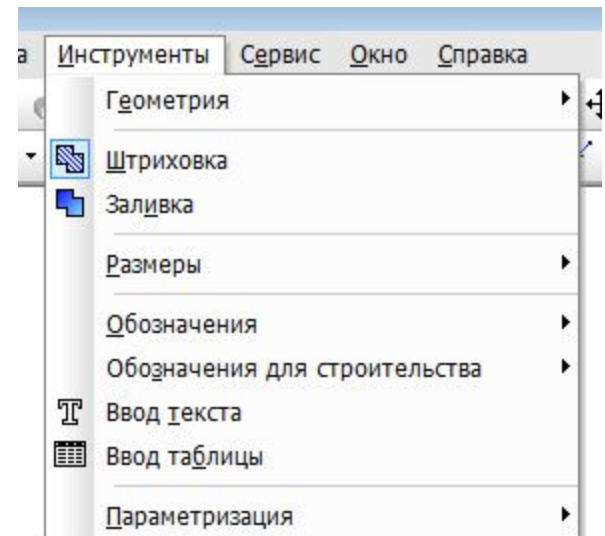 а Инструменты Сервис Окно Справка
Геометрия
Штриховка
Заливка
Размеры
Обозначения
Обозначения для строительства
Ввод текста
Ввод таблицы
Параметризация